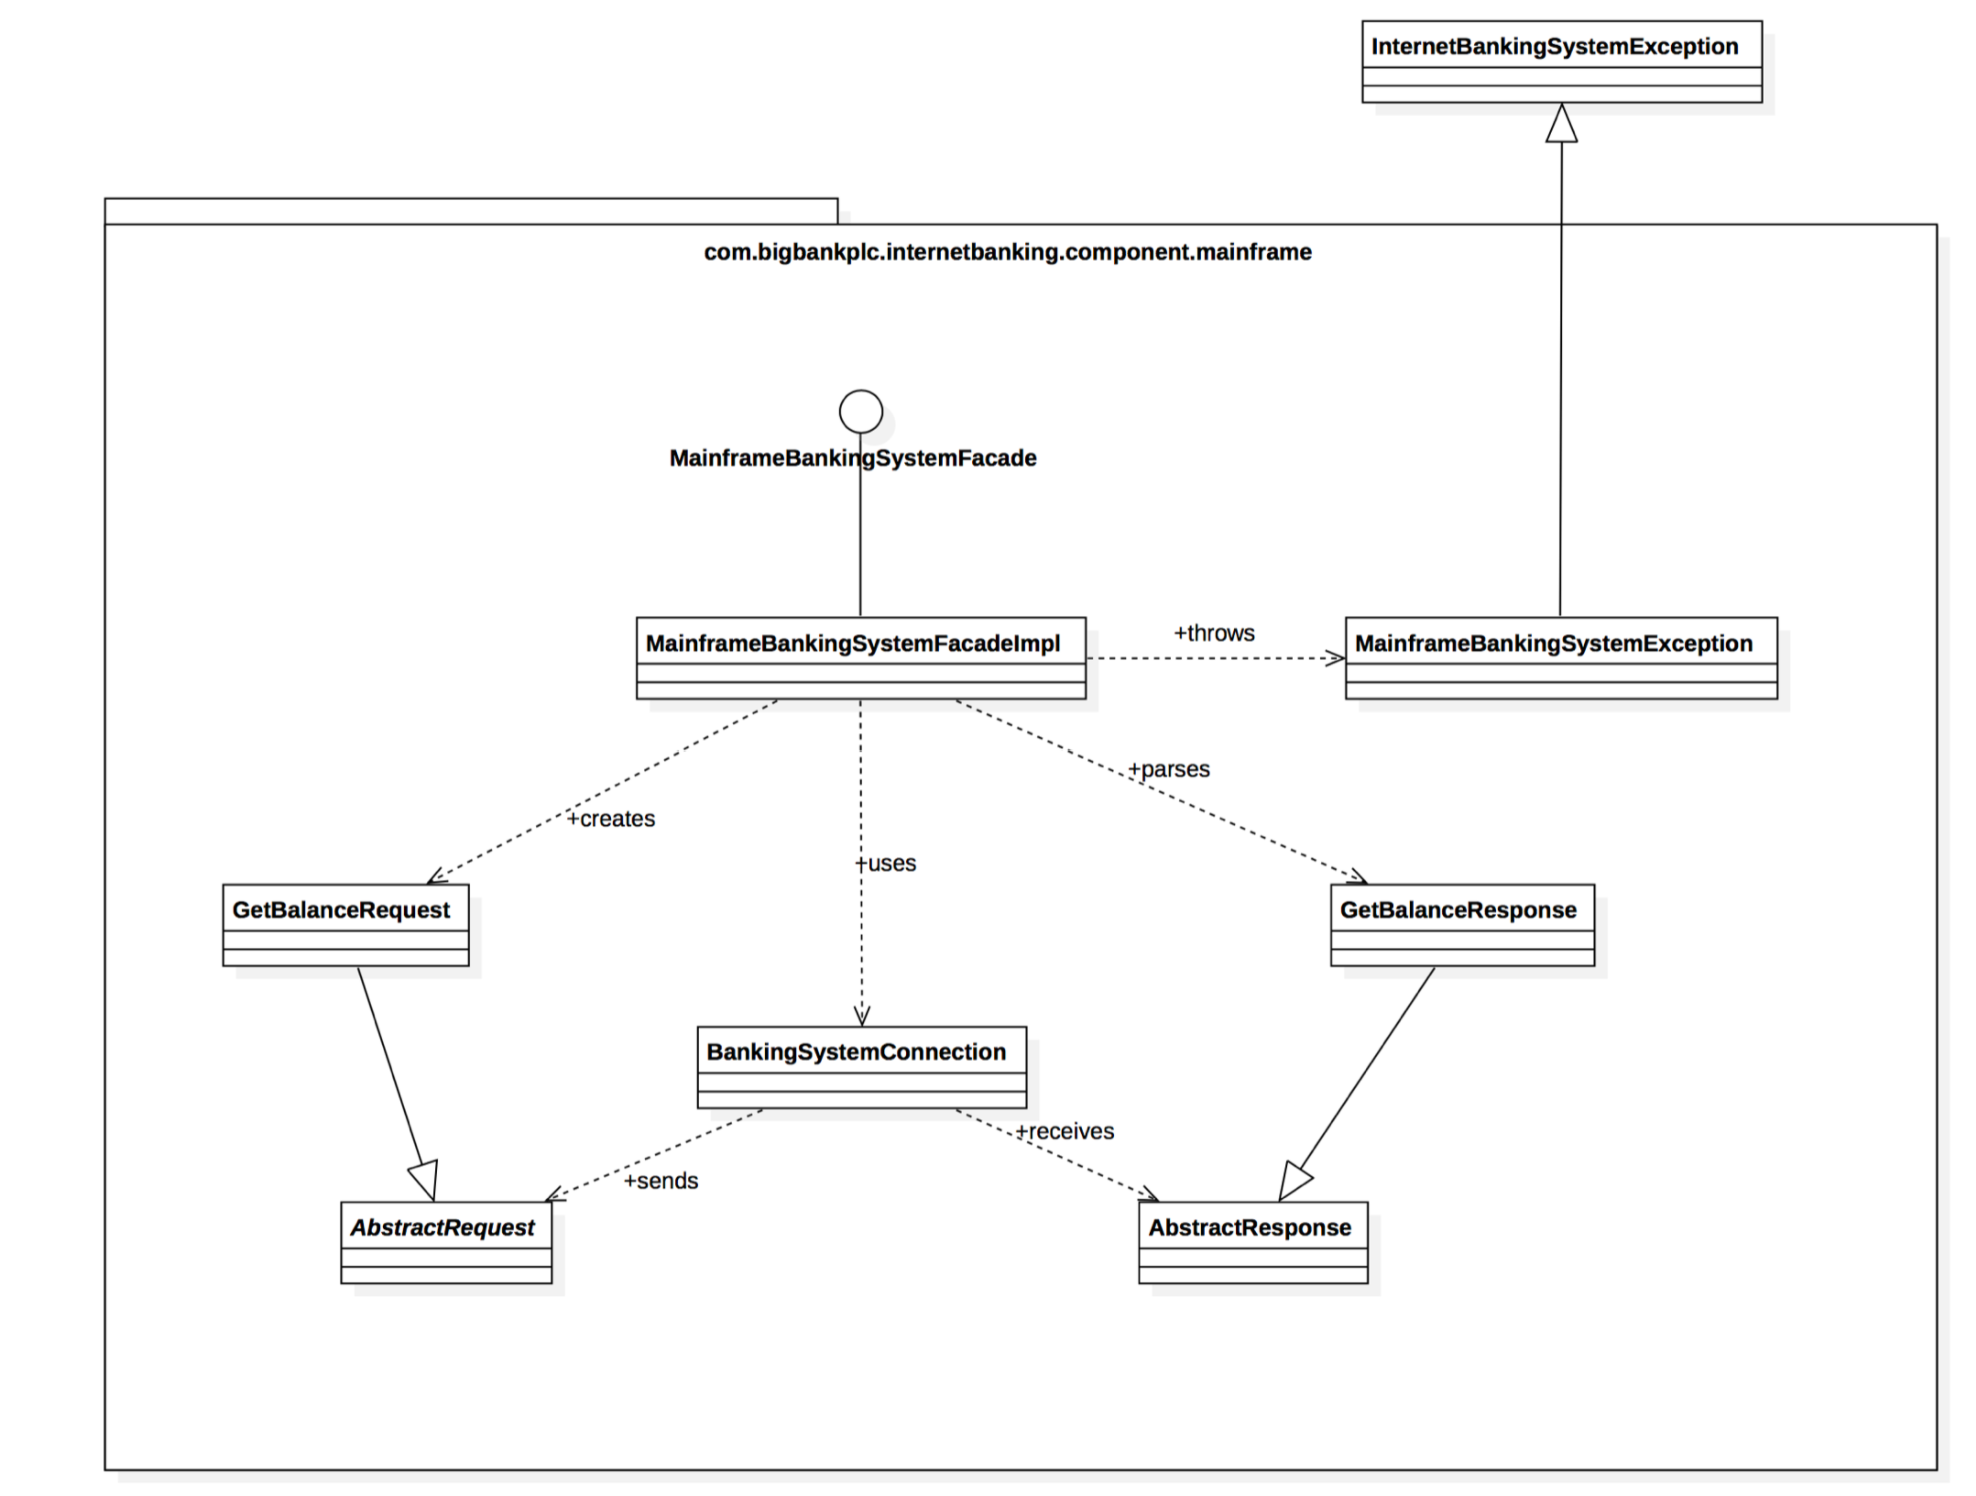 InternetBankingSystemException
com.bigbankplc.internetbanking.component.mainframe
MainframeBankingSystemFacade
MainframeBankingSystemFacadeImpl
+throws
MainframeBankingSystemException
+parses
+creates
+uses
GetBalanceRequest
GetBalanceResponse
BankingSystemConnection
+receives
+sends
AbstractRequest
AbstractResponse